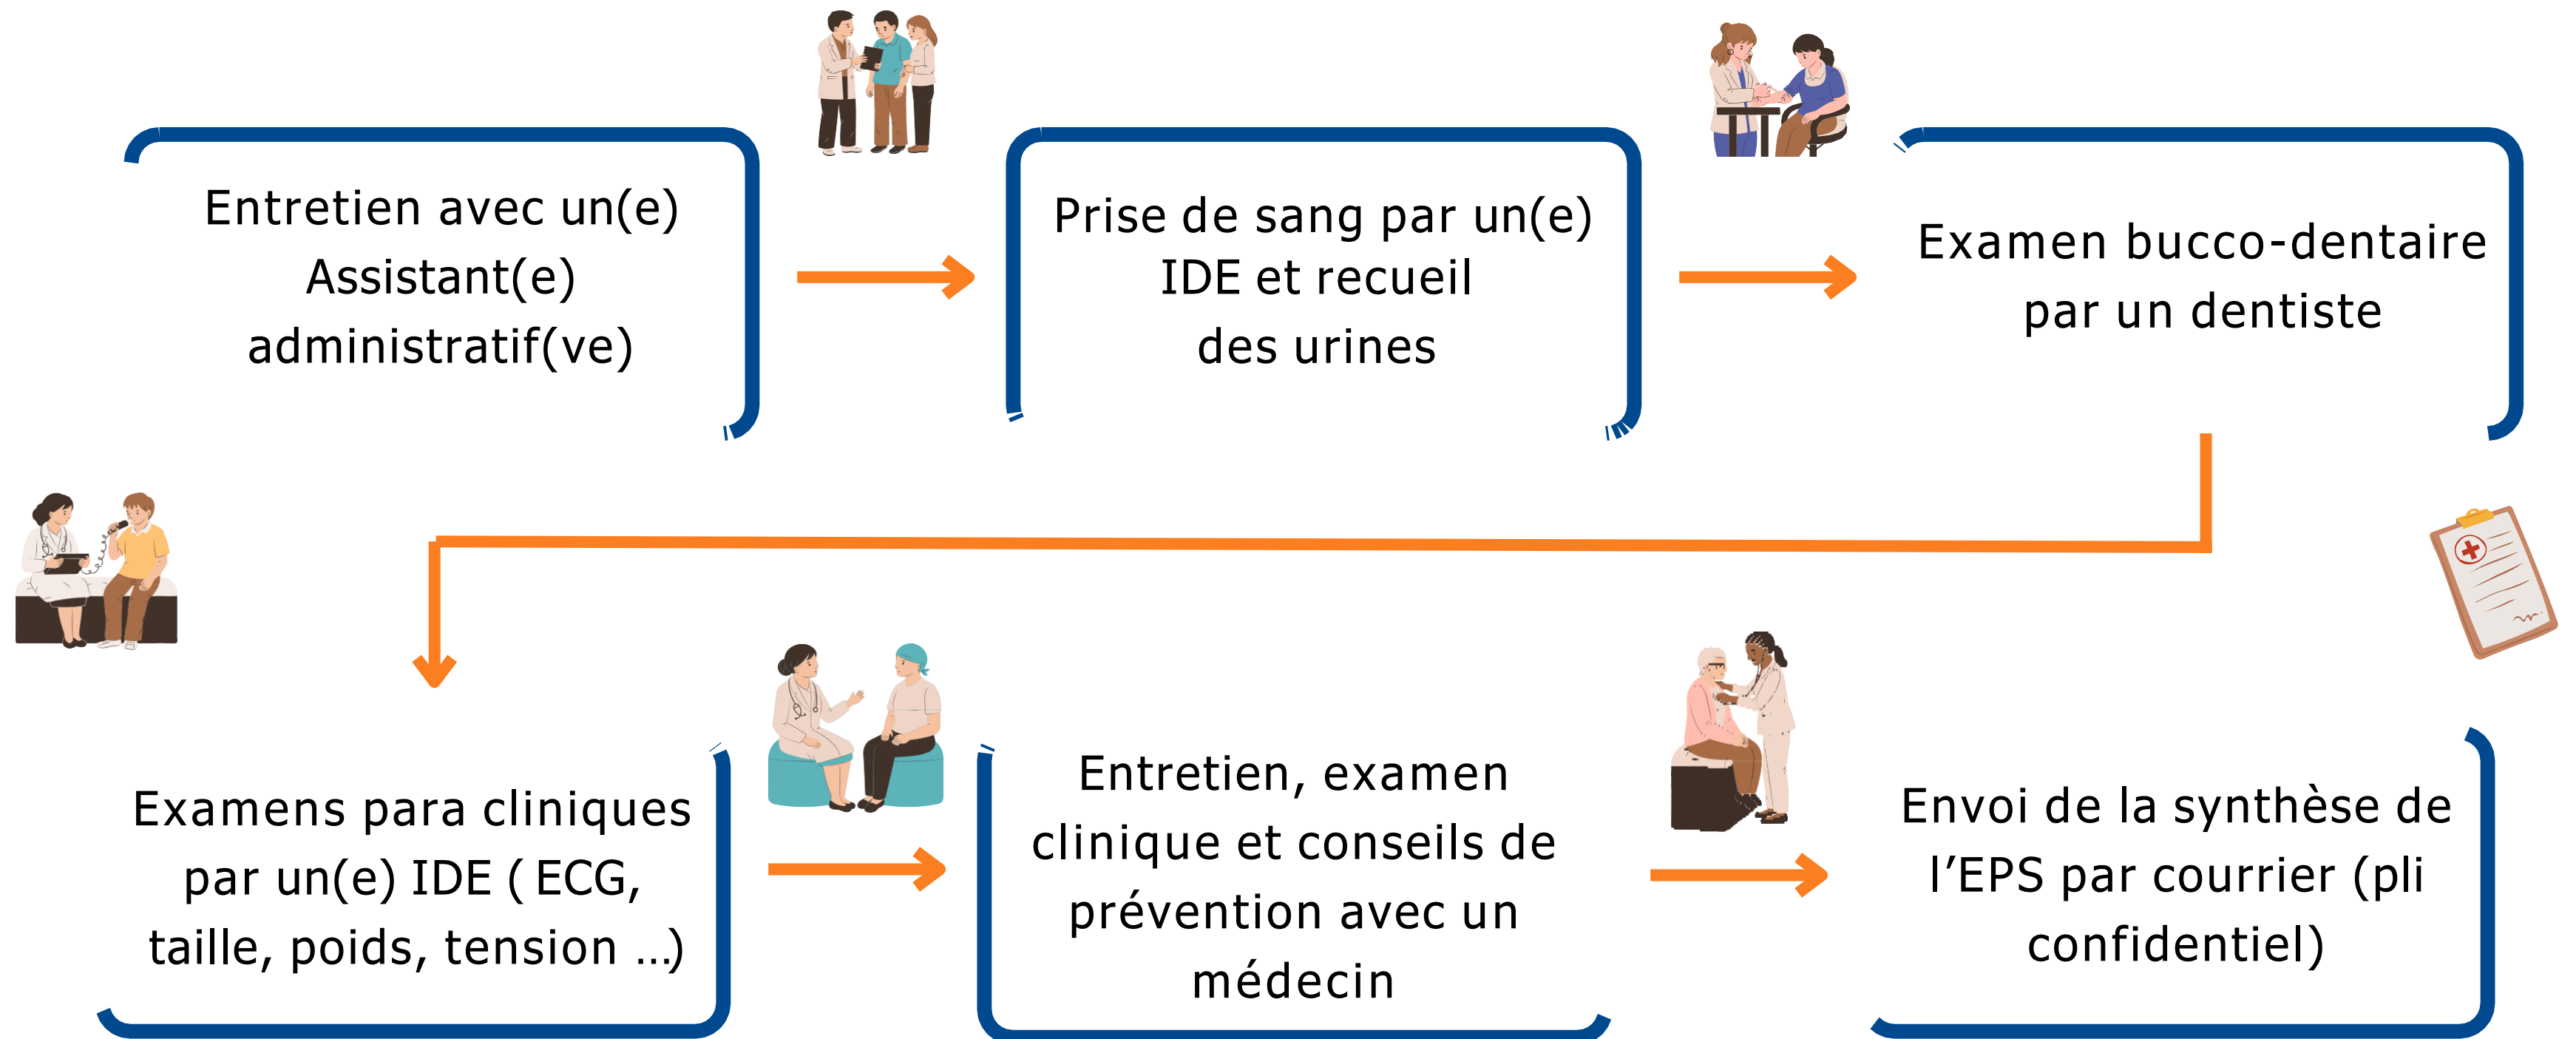 Entretien avec un(e)
Assistant(e)
administratif(ve)
Prise de sang par un(e)
IDE et recueil
des urines
Examen bucco-dentaire
par un dentiste
Examens para cliniques
par un(e) IDE ( ECG,
taille, poids, tension ...)
Entretien, examen
clinique et conseils de
prévention avec un
médecin
Envoi de la synthèse de
l’EPS par courrier (pli
confidentiel)